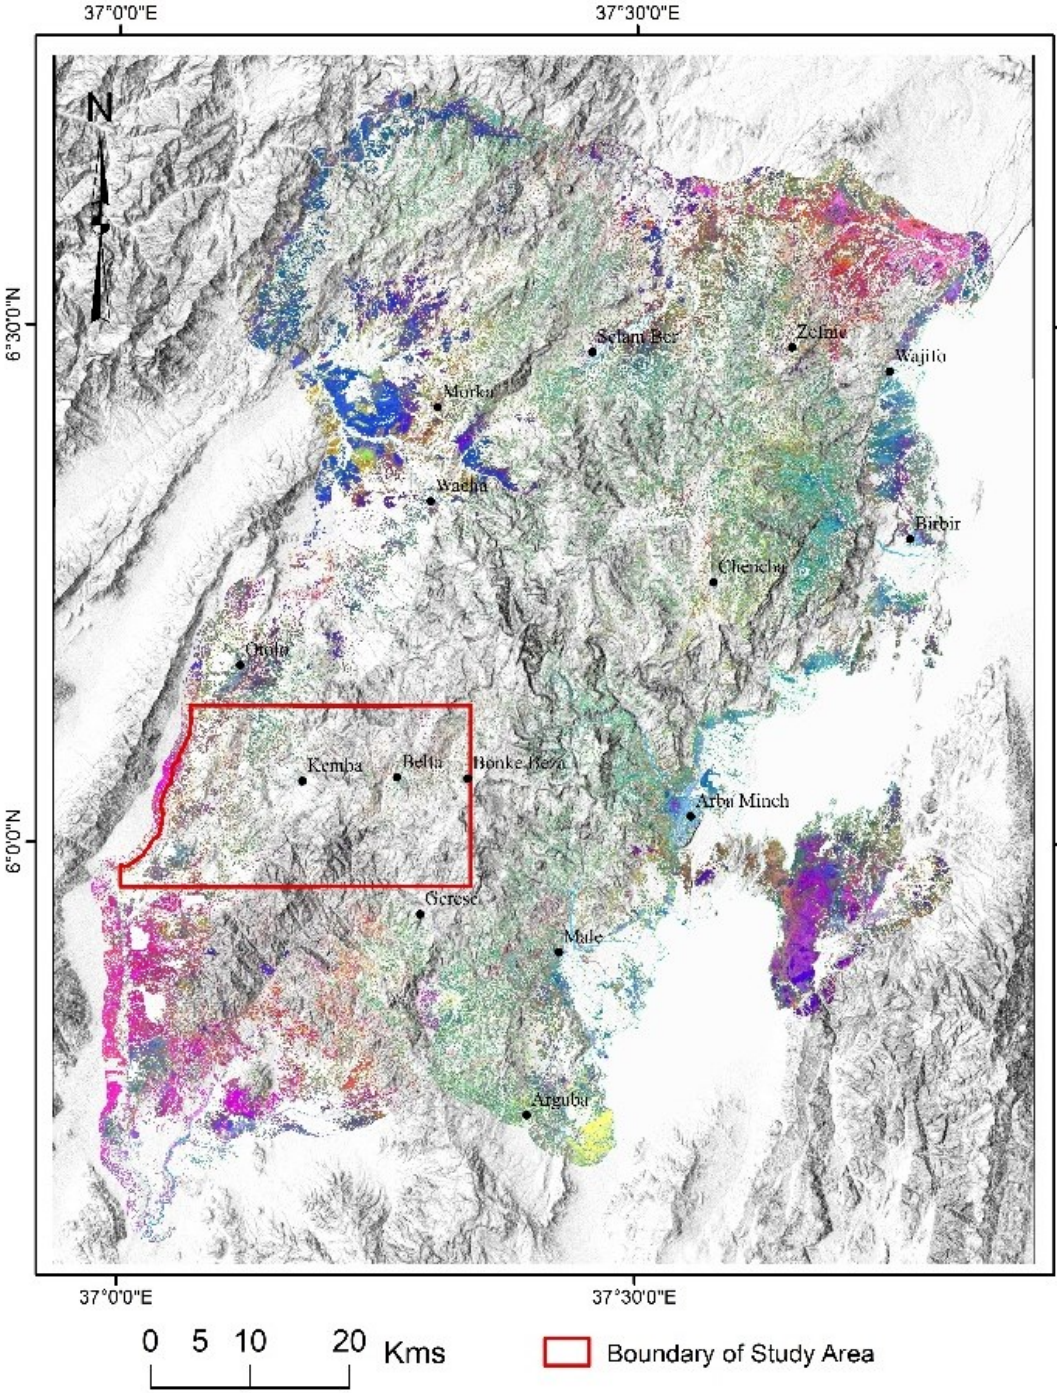 37°0'0"E 37°30'0"E
N
6°30'0"N
Selam Ber
Zefine
Wajifo
Morka
Wacha
Birbir
Chencha
Otolo
Kemba
Belta
Bonke Beza
Arba Minch
6°0'0"N
Gerese
Male
Arguba
37°0'0"E 37°30'0"E
0 5 10 20 Kms
Boundary of Study Area